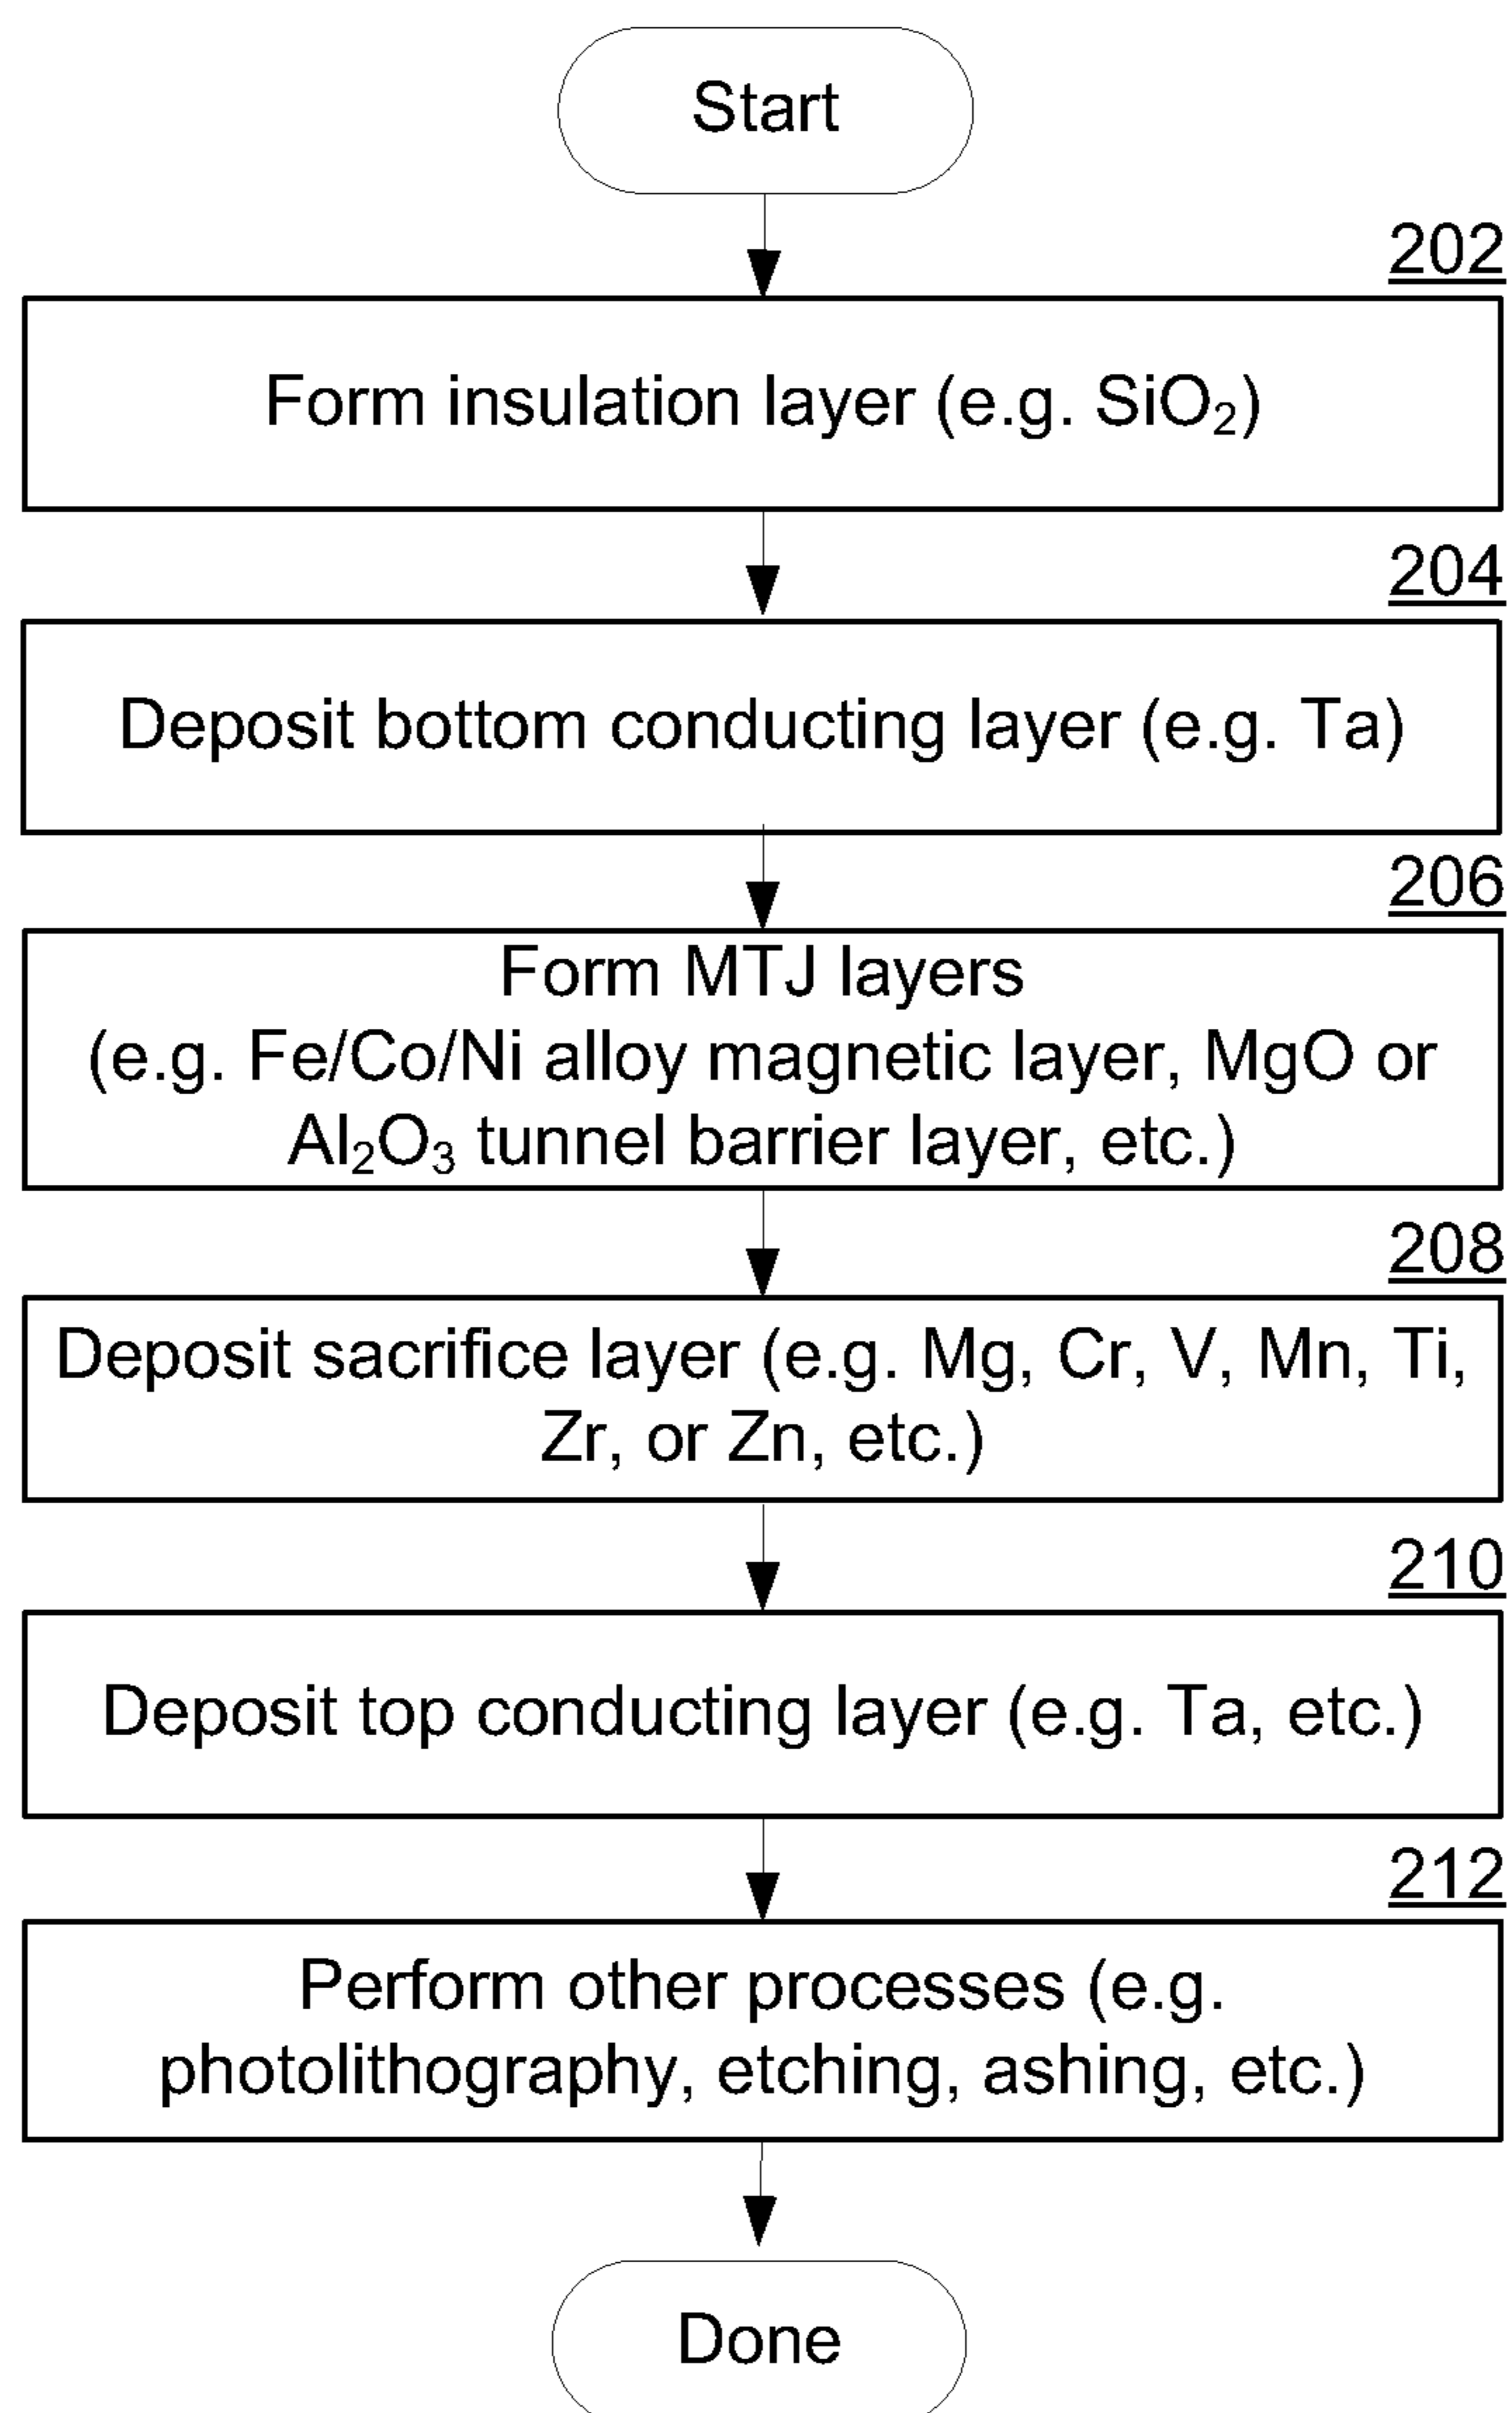 Start
202
Form insulation layer (e.g. SiO₂)
204
Deposit bottom conducting layer (e.g. Ta)
206
Form MTJ layers
(e.g. Fe/Co/Ni alloy magnetic layer, MgO or
Al₂O₃ tunnel barrier layer, etc.)
208
Deposit sacrifice layer (e.g. Mg, Cr, V, Mn, Ti,
Zr, or Zn, etc.)
210
Deposit top conducting layer (e.g. Ta, etc.)
212
Perform other processes (e.g.
photolithography, etching, ashing, etc.)
Done